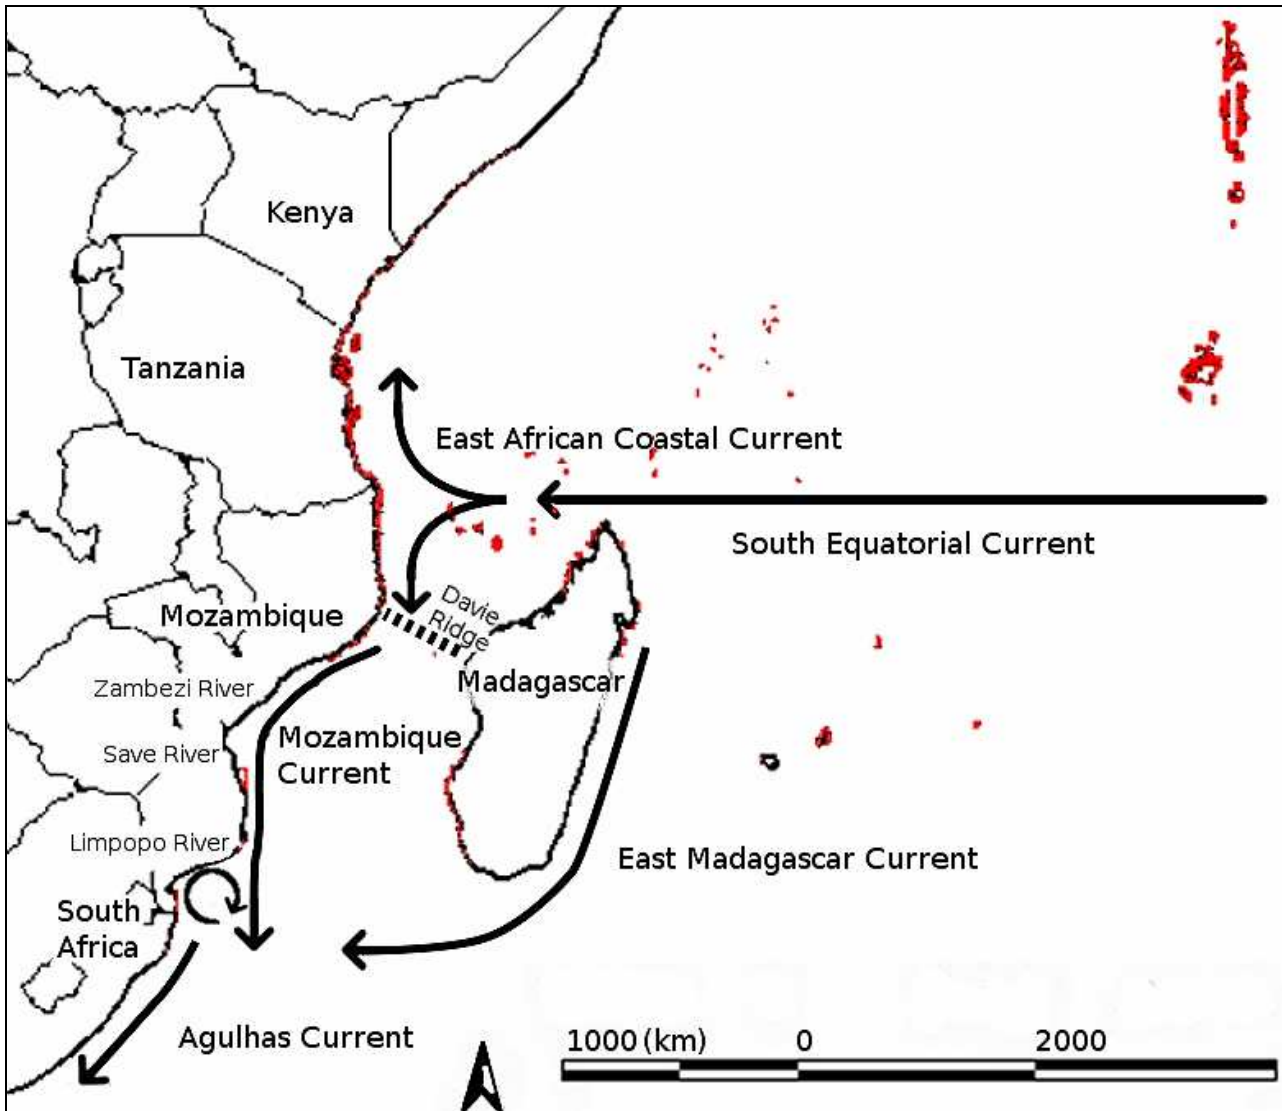 Kenya
Tanzania
East African Coastal Current
South Equatorial Current
Davie
Ridge
Mozambique
Madagascar
Zambezi River
Mozambique
Current
Save River
Limpopo River
East Madagascar Current
South
Africa
Agulhas Current
1000 (km) 0 2000